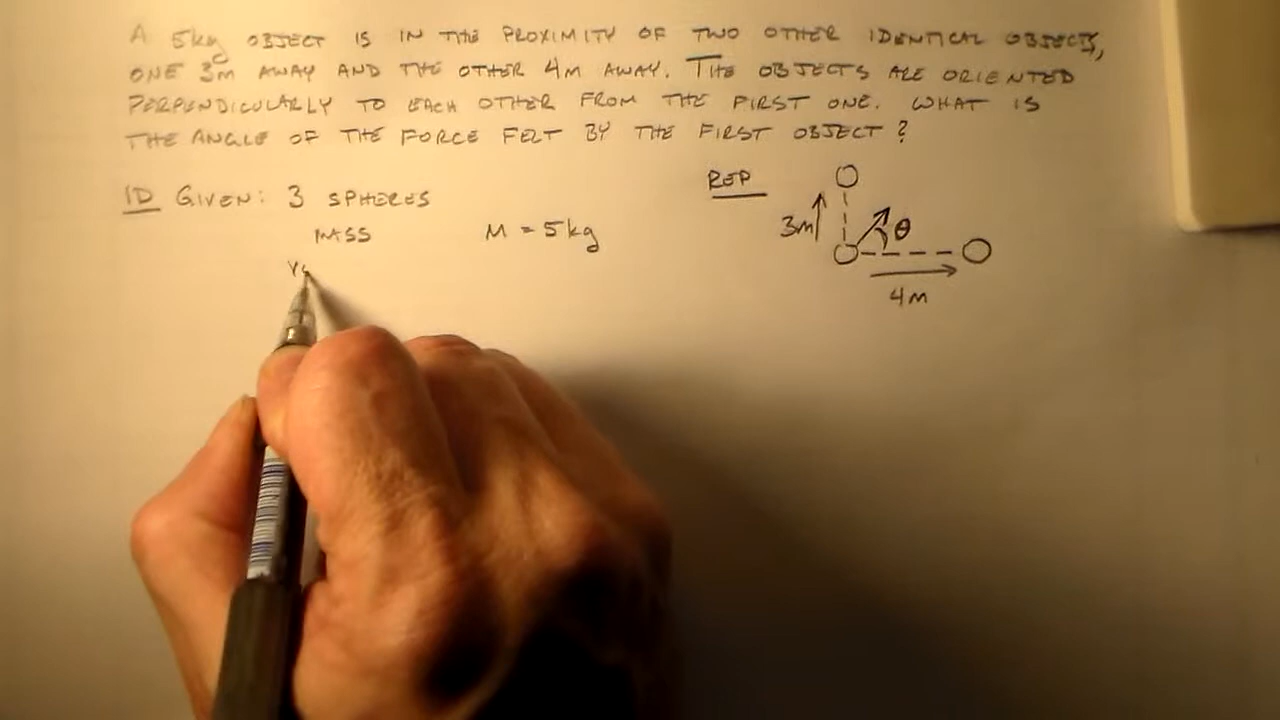 A 5kg OBJECT IS IN THE PROXIMITY OF TWO OTHER IDENTICAL OBJECTS,
ONE 3m AWAY AND THE OTHER 4m AWAY. THE OBJECTS ARE ORIENTED
PERPENDICULARLY TO EACH OTHER FROM THE FIRST ONE. WHAT IS
THE ANGLE OF THE FORCE FELT BY THE FIRST OBJECT?
ID GIVEN: 3 SPHERES
MASS M = 5kg
REP
3m θ
4m